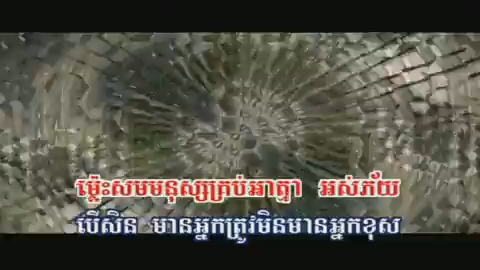 ម្ល៉េះសមមនុស្សគ្រប់អាត្មា អស់ភ័យ
បើសិន មានអ្នកត្រូវមិនមានអ្នកខុស